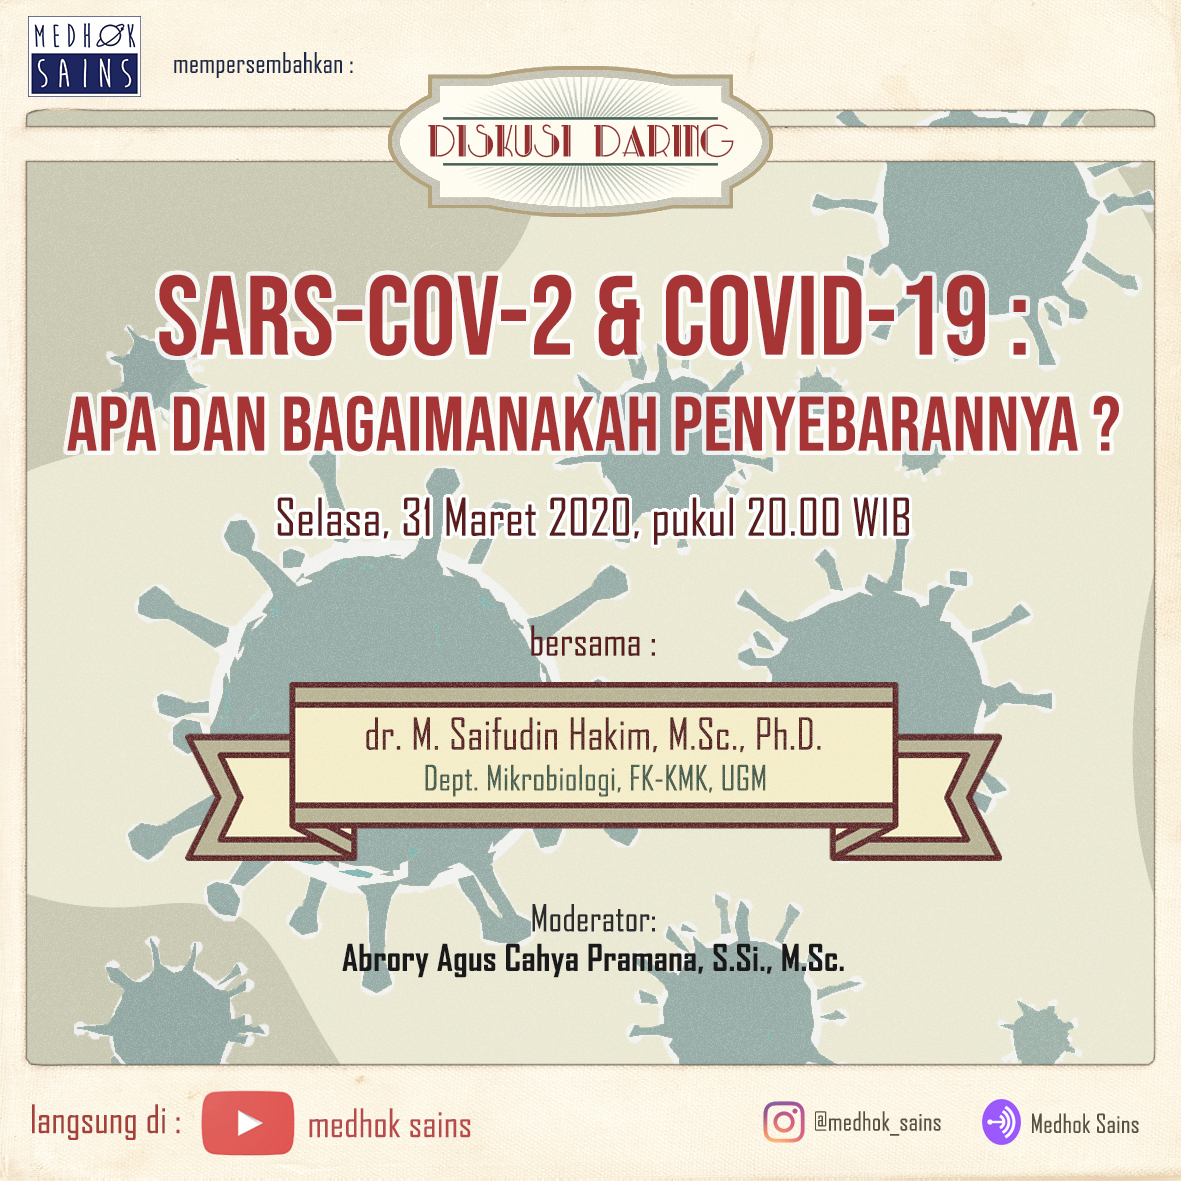 MEDHOK
SAINS
mempersembahkan :
DISKUSI DARING
SARS-COV-2 & COVID-19 :
APA DAN BAGAIMANAKAH PENYEBARANNYA ?
Selasa, 31 Maret 2020, pukul 20.00 WIB
bersama :
dr. M. Saifudin Hakim, M.Sc., Ph.D.
Dept. Mikrobiologi, FK-KMK, UGM
Moderator:
Abrory Agus Cahya Pramana, S.Si., M.Sc.
langsung di :
medhok sains
@medhok_sains
Medhok Sains